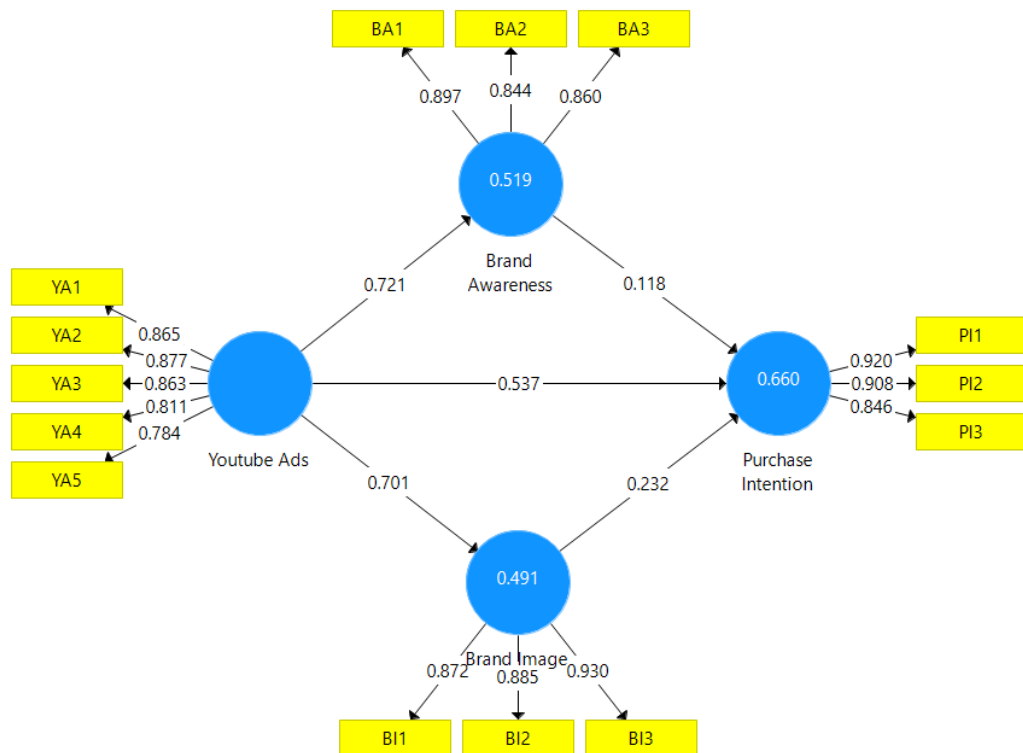 BA1
BA2
BA3
0.897
0.844
0.860
0.519
Brand
Awareness
0.721
0.118
YA1
YA2
YA3
YA4
YA5
0.865
0.877
0.863
0.811
0.784
Youtube Ads
0.537
0.660
Purchase
Intention
0.920
0.908
0.846
PI1
PI2
PI3
0.701
0.232
0.491
Brand Image
0.872
0.885
0.930
BI1
BI2
BI3